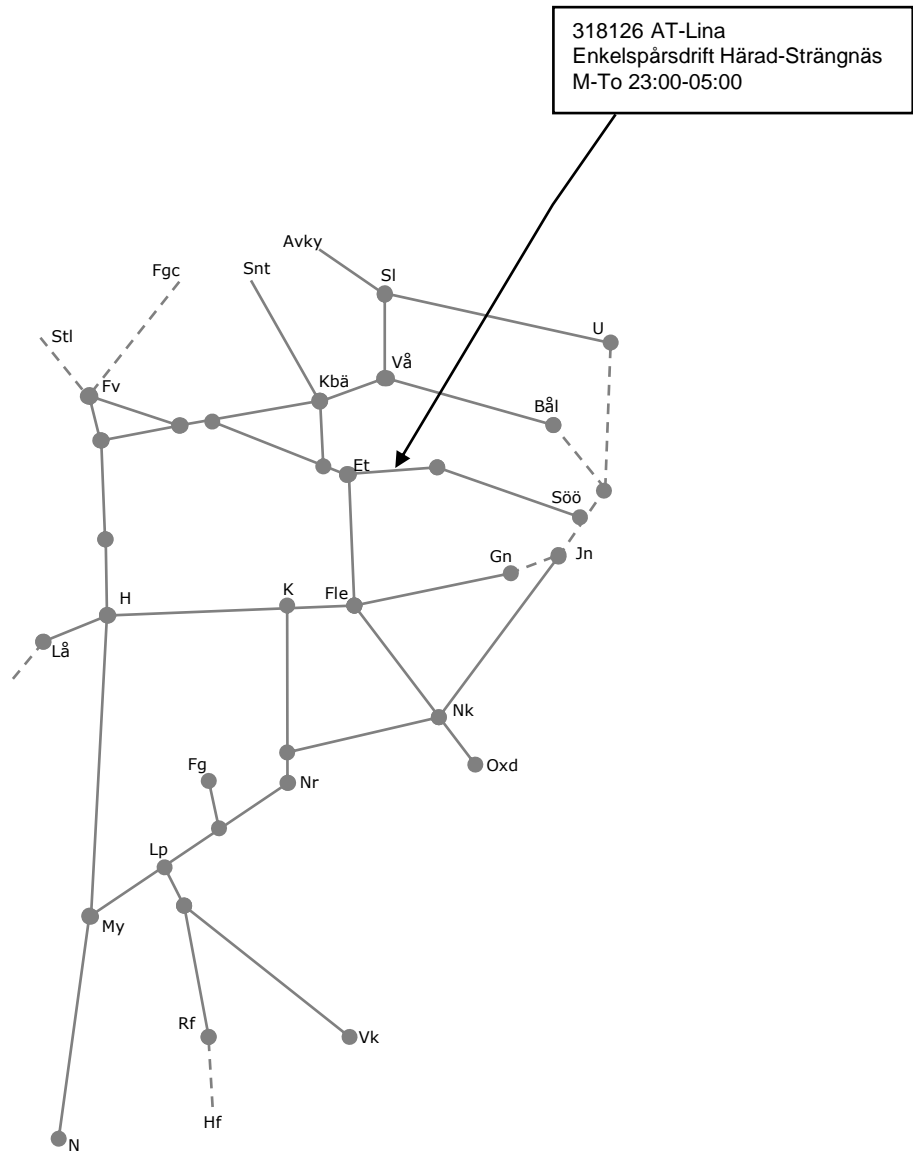 318126 AT-Lina
Enkelspårsdrift Härad-Strängnäs
M-To 23:00-05:00
Avky
Fgc
Snt
Sl
Stl
U
Vå
Fv
Kbä
Bål
Et
Söö
Gn
Jn
K
Fle
H
Lå
Nk
Fg
Oxd
Nr
Lp
My
Rf
Vk
Hf
N